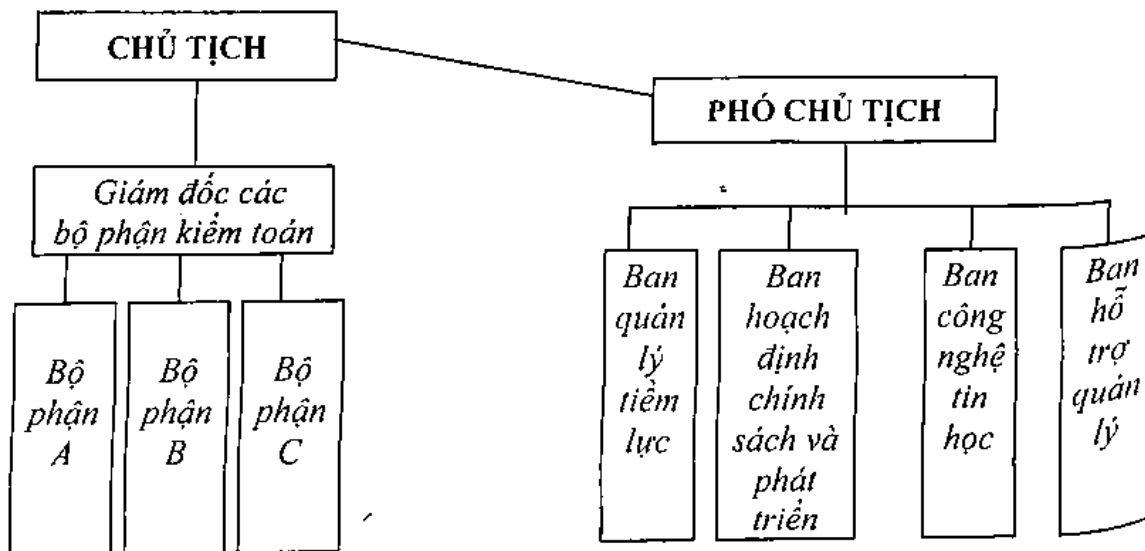 CHỦ TỊCH
PHÓ CHỦ TỊCH
Giám đốc các
bộ phận kiểm toán
Bộ
phận
A
Bộ
phận
B
Bộ
phận
C
Ban
quản
lý
tiềm
lực
Ban
hoạch
định
chính
sách và
phát
triển
Ban
công
nghệ
tin
học
Ban
hỗ
trợ
quản
lý